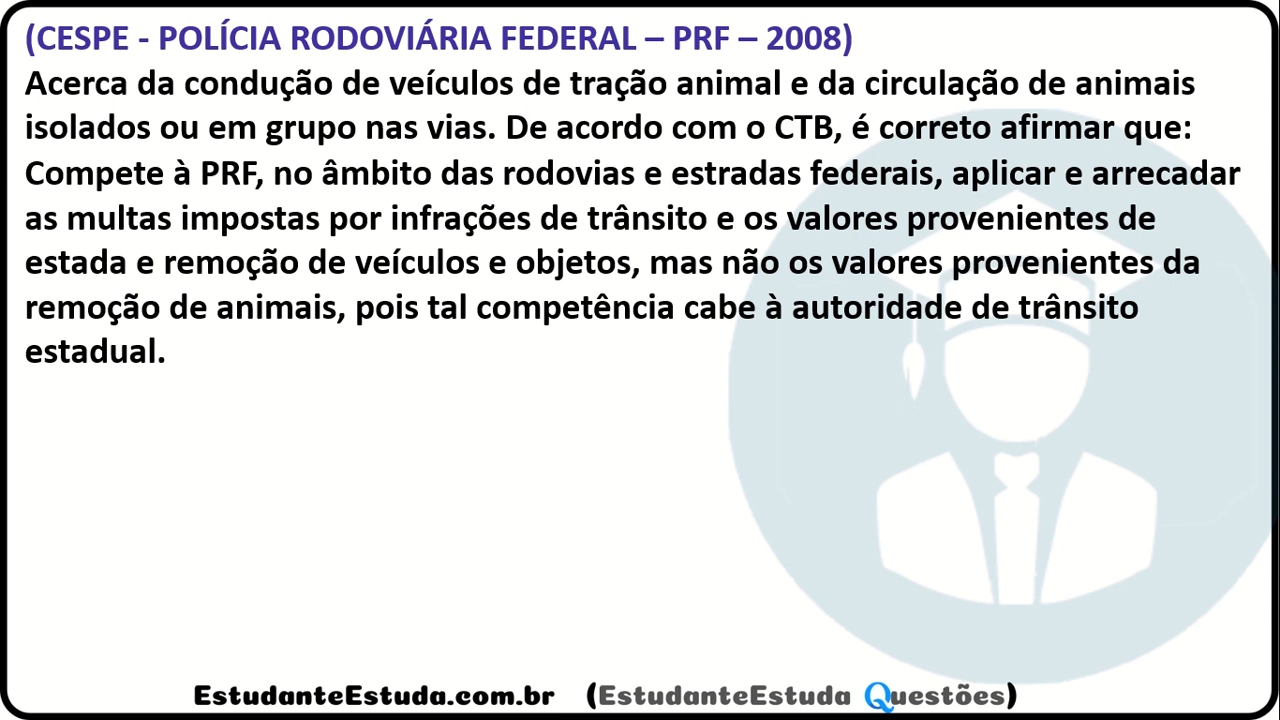 (CESPE - POLÍCIA RODOVIÁRIA FEDERAL – PRF – 2008)
Acerca da condução de veículos de tração animal e da circulação de animais
isolados ou em grupo nas vias. De acordo com o CTB, é correto afirmar que:
Compete à PRF, no âmbito das rodovias e estradas federais, aplicar e arrecadar
as multas impostas por infrações de trânsito e os valores provenientes de
estada e remoção de veículos e objetos, mas não os valores provenientes da
remoção de animais, pois tal competência cabe à autoridade de trânsito
estadual.
EstudanteEstuda.com.br (EstudanteEstuda Questões)